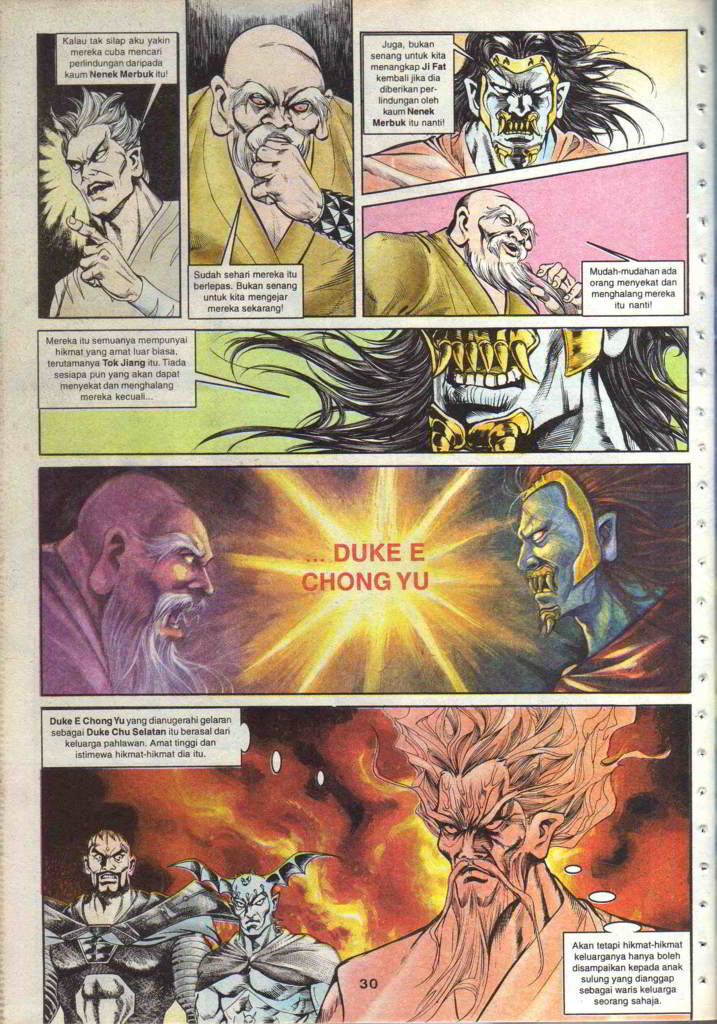 Kalau tak silap aku yakin
mereka cuba mencari
perlindungan daripada
kaum Nenek Merbuk itu!
Sudah sehari mereka itu
berlepas. Bukan senang
untuk kita mengejar
mereka sekarang!
Juga, bukan
senang untuk kita
menangkap Ji Fat
kembali jika dia
diberikan per-
lindungan oleh
kaum Nenek
Merbuk itu nanti!
Mudah-mudahan ada
orang menyekat dan
menghalang mereka
itu nanti!
Mereka itu semuanya mempunyai
hikmat yang amat luar biasa,
terutamanya Tok Jiang itu. Tiada
sesiapa pun yang akan dapat
menyekat dan menghalang
mereka kecuali...
... DUKE E
CHONG YU
Duke E Chong Yu yang dianugerahi gelaran
sebagai Duke Chu Selatan itu berasal dari
keluarga pahlawan. Amat tinggi dan
istimewa hikmat-hikmat dia itu.
Akan tetapi hikmat-hikmat
keluarganya hanya boleh
disampaikan kepada anak
sulung yang dianggap
sebagai waris keluarga
seorang sahaja.
30